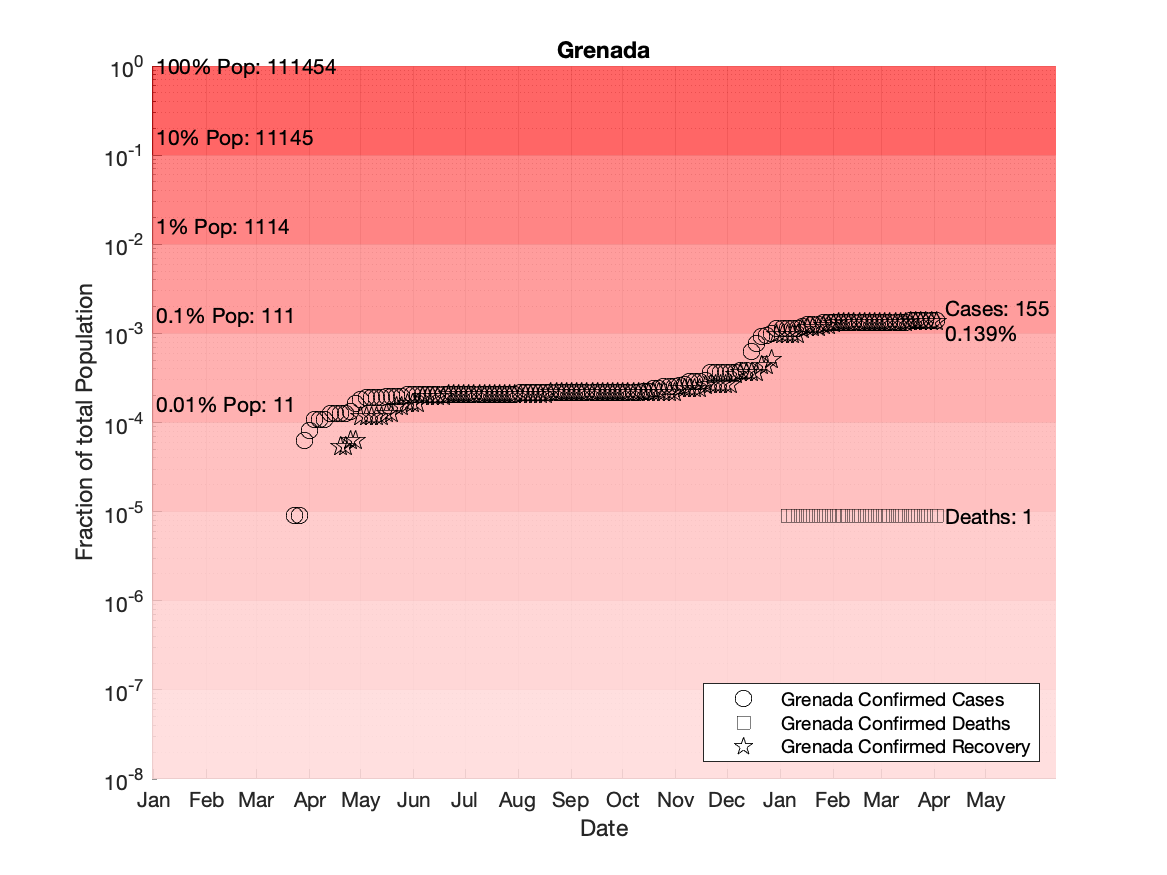 Grenada
10^0
100% Pop: 111454
10% Pop: 11145
10^-1
1% Pop: 1114
10^-2
0.1% Pop: 111
10^-3
Cases: 155
0.139%
0.01% Pop: 11
10^-4
10^-5
Deaths: 1
10^-6
10^-7
10^-8
Fraction of total Population
Grenada Confirmed Cases
Grenada Confirmed Deaths
Grenada Confirmed Recovery
Jan Feb Mar Apr May Jun Jul Aug Sep Oct Nov Dec Jan Feb Mar Apr May
Date